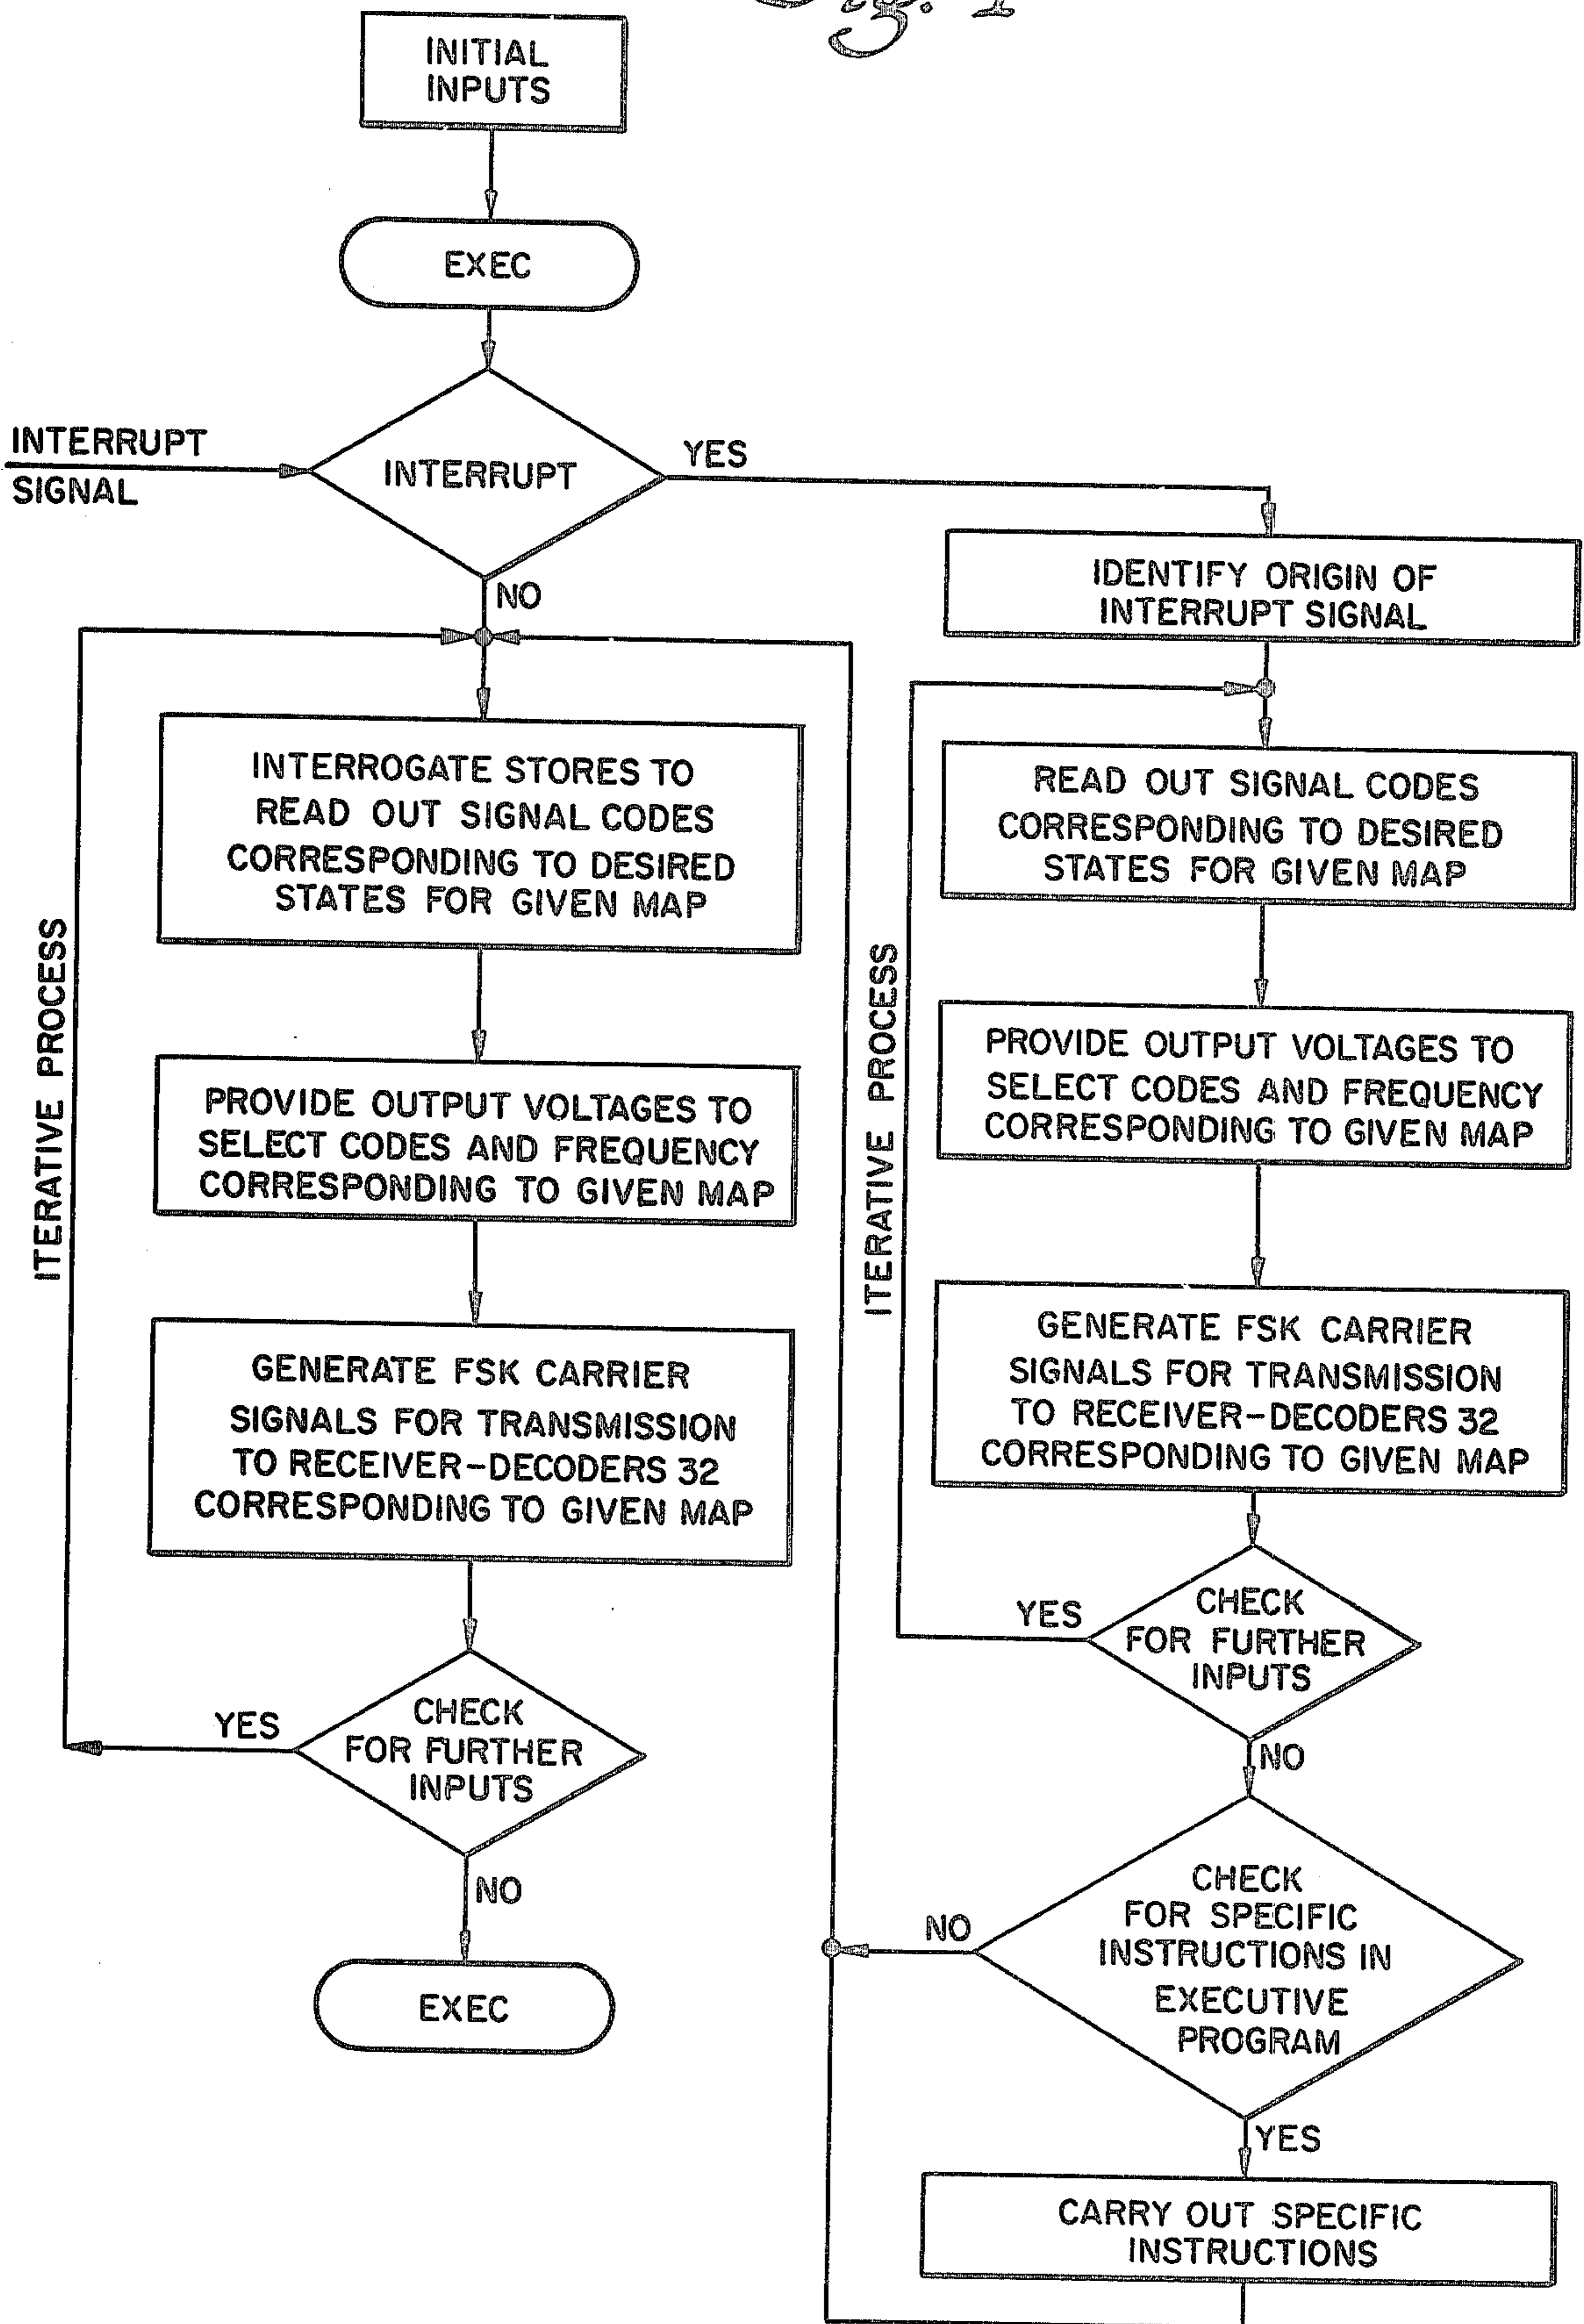 INITIAL
INPUTS
EXEC
INTERRUPT
SIGNAL
INTERRUPT
YES
NO
IDENTIFY ORIGIN OF
INTERRUPT SIGNAL
ITERATIVE PROCESS
INTERROGATE STORES TO
READ OUT SIGNAL CODES
CORRESPONDING TO DESIRED
STATES FOR GIVEN MAP
PROVIDE OUTPUT VOLTAGES TO
SELECT CODES AND FREQUENCY
CORRESPONDING TO GIVEN MAP
GENERATE FSK CARRIER
SIGNALS FOR TRANSMISSION
TO RECEIVER-DECODERS 32
CORRESPONDING TO GIVEN MAP
YES
CHECK
FOR FURTHER
INPUTS
NO
EXEC
ITERATIVE PROCESS
READ OUT SIGNAL CODES
CORRESPONDING TO DESIRED
STATES FOR GIVEN MAP
PROVIDE OUTPUT VOLTAGES TO
SELECT CODES AND FREQUENCY
CORRESPONDING TO GIVEN MAP
GENERATE FSK CARRIER
SIGNALS FOR TRANSMISSION
TO RECEIVER-DECODERS 32
CORRESPONDING TO GIVEN MAP
YES
CHECK
FOR FURTHER
INPUTS
NO
NO
CHECK
FOR SPECIFIC
INSTRUCTIONS IN
EXECUTIVE
PROGRAM
YES
CARRY OUT SPECIFIC
INSTRUCTIONS